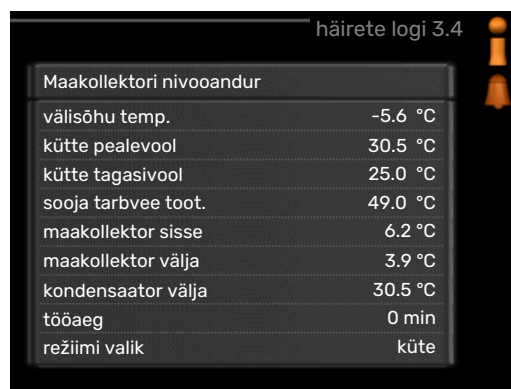 häirete logi 3.4
Maakollektori nivooandur
välisõhu temp. -5.6 °C
kütte pealevool 30.5 °C
kütte tagasivool 25.0 °C
sooja tarbvee toot. 49.0 °C
maakollektor sisse 6.2 °C
maakollektor välja 3.9 °C
kondensaator välja 30.5 °C
tööaeg 0 min
režiimi valik küte